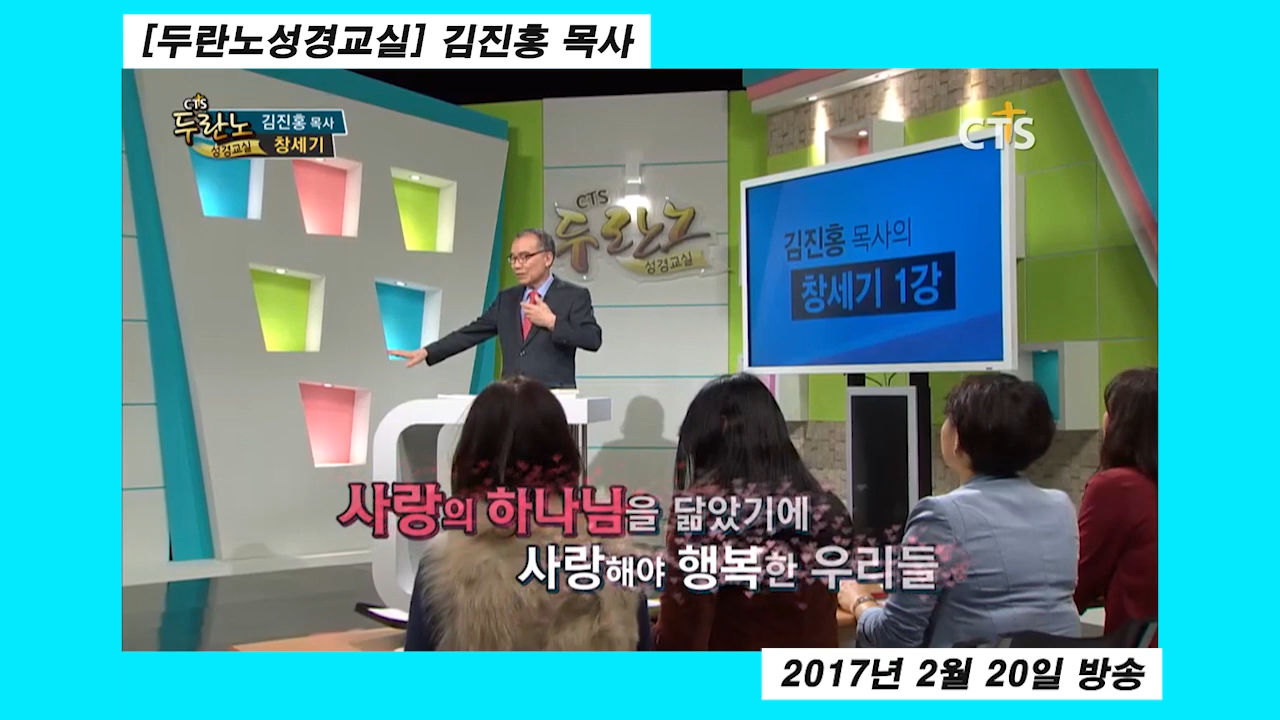 [두란노성경교실] 김진홍 목사
CTS
두란노
성경교실
김진홍 목사
창세기
CTS
CTS
두란노
성경교실
김진홍 목사의
창세기 1강
사랑의 하나님을 닮았기에
사랑해야 행복한 우리들
2017년 2월 20일 방송